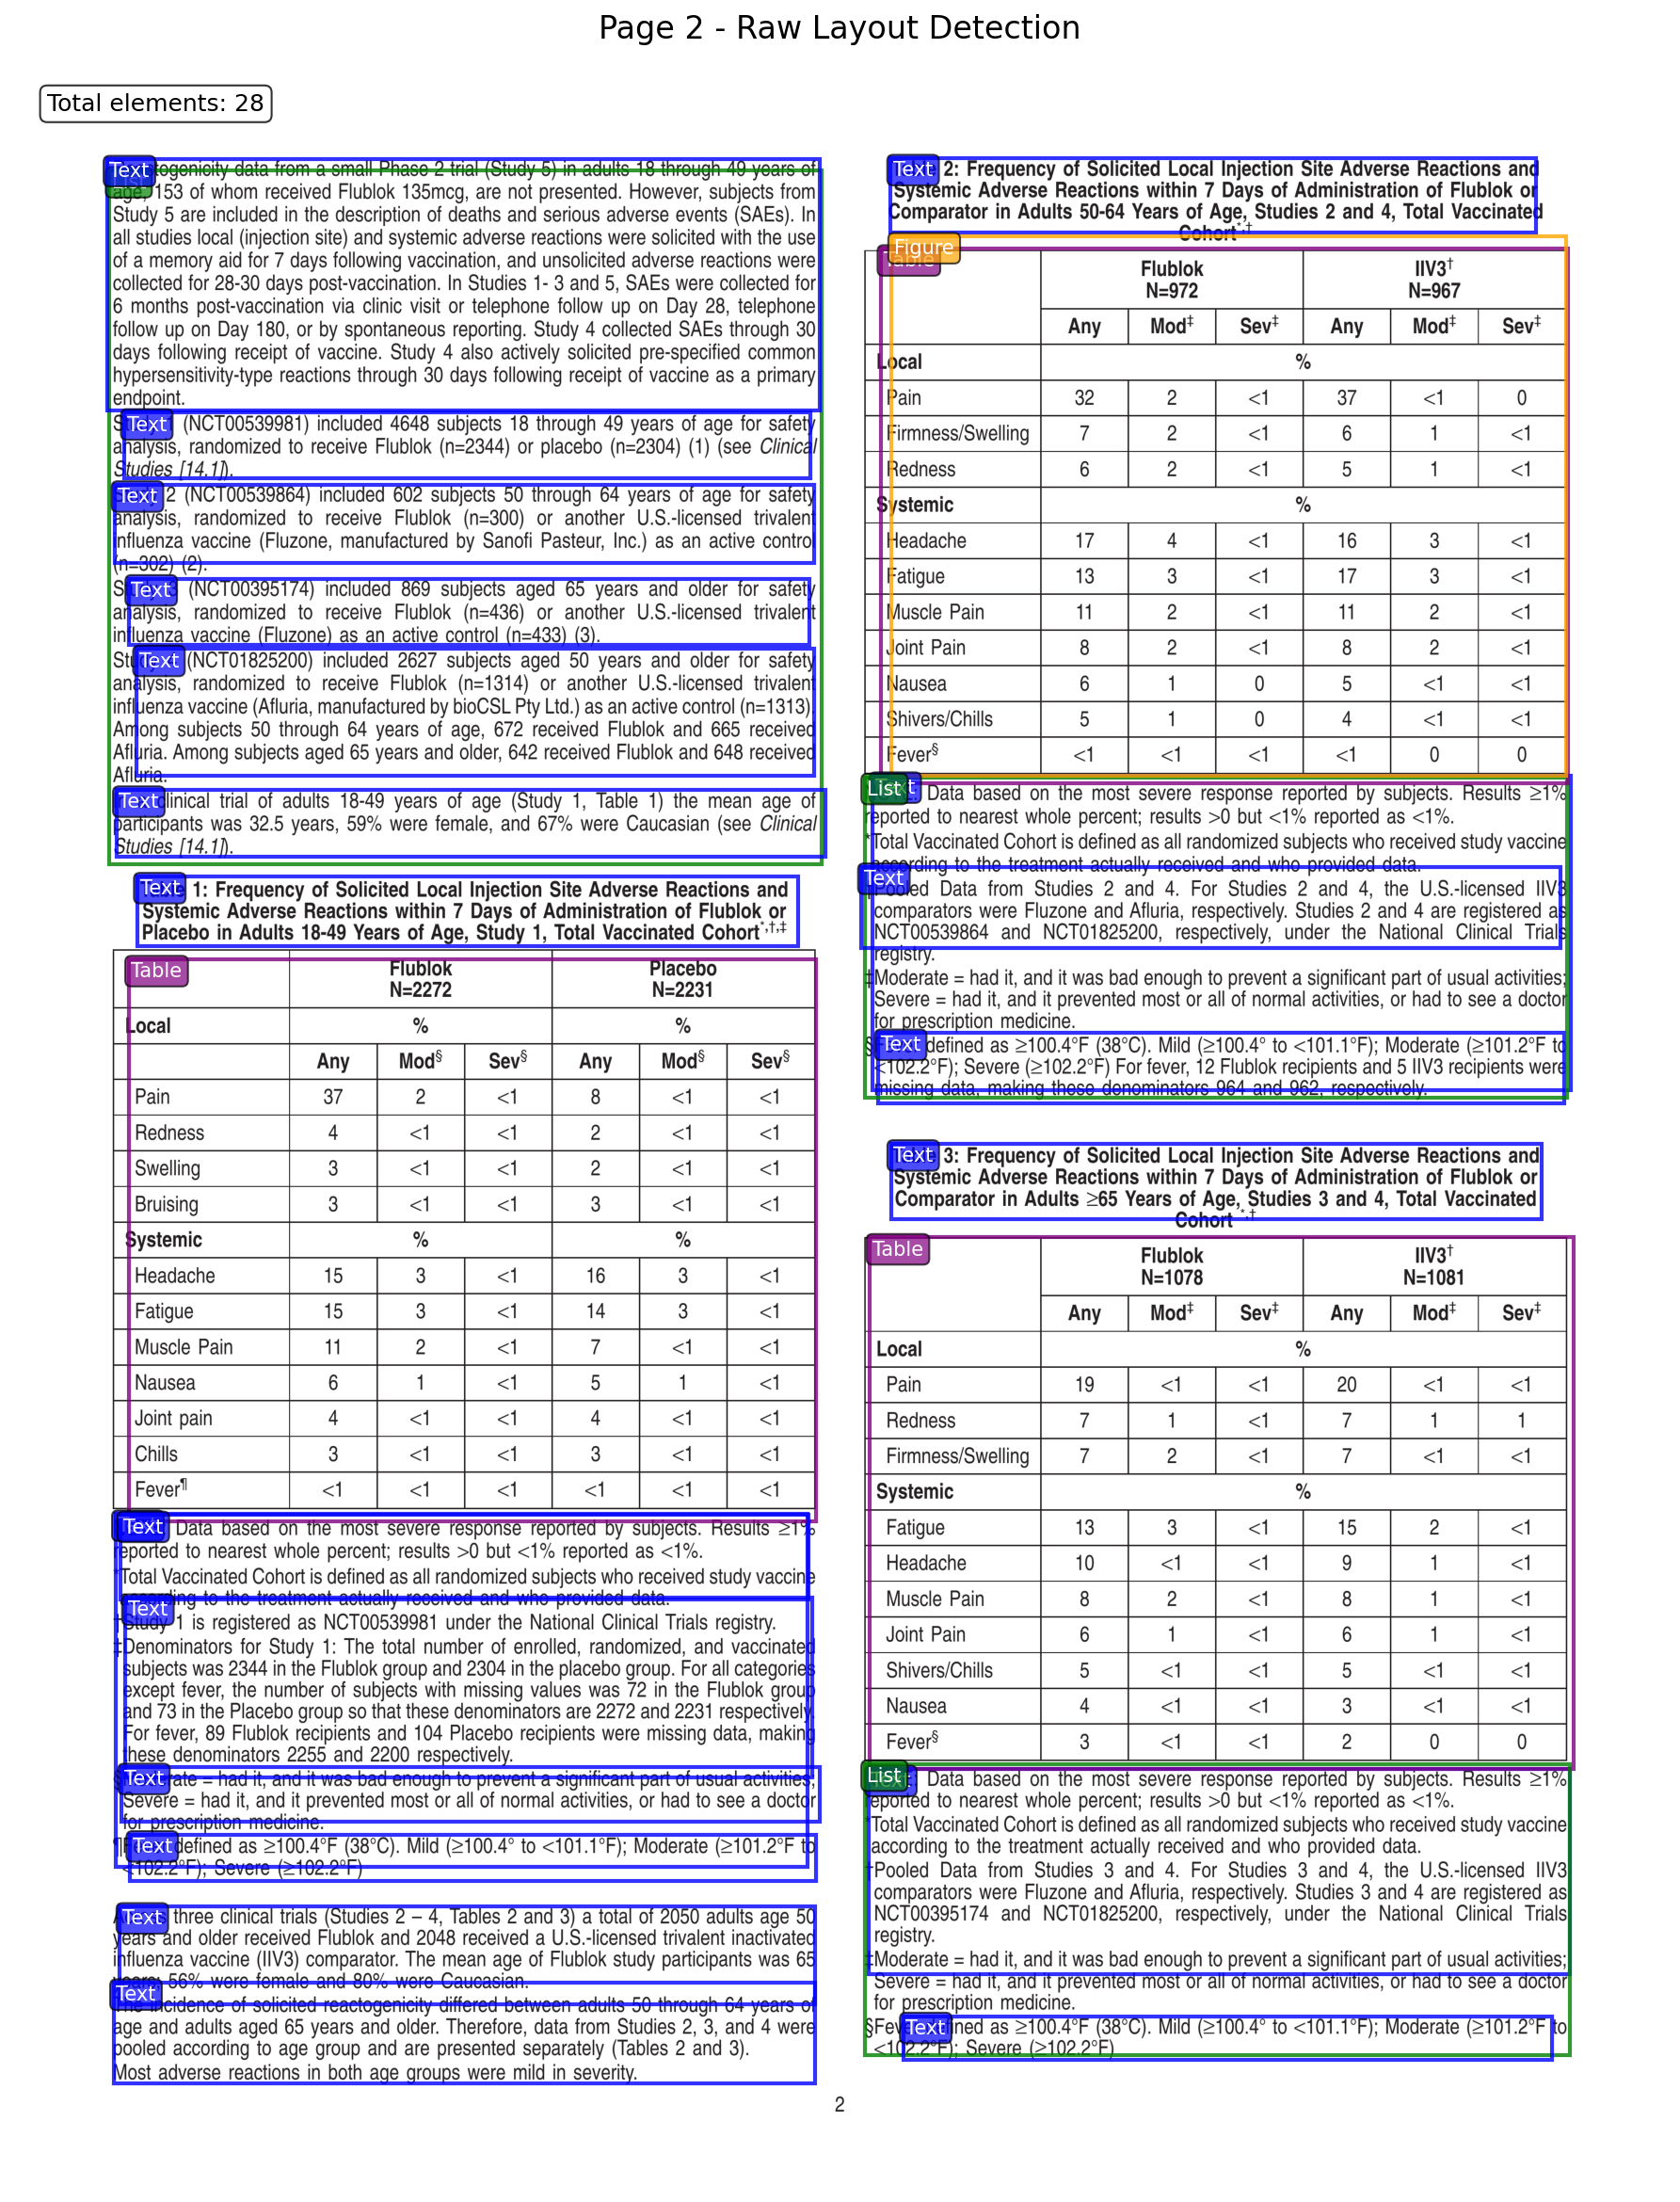 Page 2 - Raw Layout Detection
Total elements: 28
Text
togenicity data from a small Phase 2 trial (Study 5) in adults 18 through 49 years of
age, 153 of whom received Flublok 135mcg, are not presented. However, subjects from
Study 5 are included in the description of deaths and serious adverse events (SAEs). In
all studies local (injection site) and systemic adverse reactions were solicited with the use
of a memory aid for 7 days following vaccination, and unsolicited adverse reactions were
collected for 28-30 days post-vaccination. In Studies 1- 3 and 5, SAEs were collected for
6 months post-vaccination via clinic visit or telephone follow up on Day 28, telephone
follow up on Day 180, or by spontaneous reporting. Study 4 collected SAEs through 30
days following receipt of vaccine. Study 4 also actively solicited pre-specified common
hypersensitivity-type reactions through 30 days following receipt of vaccine as a primary
endpoint.
Text
(NCT00539981) included 4648 subjects 18 through 49 years of age for safety
analysis, randomized to receive Flublok (n=2344) or placebo (n=2304) (1) (see Clinical
Studies [14.1]).
Text
2 (NCT00539864) included 602 subjects 50 through 64 years of age for safety
analysis, randomized to receive Flublok (n=300) or another U.S.-licensed trivalent
influenza vaccine (Fluzone, manufactured by Sanofi Pasteur, Inc.) as an active control
(n=302) (2).
Text
(NCT00395174) included 869 subjects aged 65 years and older for safety
analysis, randomized to receive Flublok (n=436) or another U.S.-licensed trivalent
influenza vaccine (Fluzone) as an active control (n=433) (3).
Text
(NCT01825200) included 2627 subjects aged 50 years and older for safety
analysis, randomized to receive Flublok (n=1314) or another U.S.-licensed trivalent
influenza vaccine (Afluria, manufactured by bioCSL Pty Ltd.) as an active control (n=1313).
Among subjects 50 through 64 years of age, 672 received Flublok and 665 received
Afluria. Among subjects aged 65 years and older, 642 received Flublok and 648 received
Afluria.
Text
clinical trial of adults 18-49 years of age (Study 1, Table 1) the mean age of
participants was 32.5 years, 59% were female, and 67% were Caucasian (see Clinical
Studies [14.1]).
Text
1: Frequency of Solicited Local Injection Site Adverse Reactions and
Systemic Adverse Reactions within 7 Days of Administration of Flublok or
Placebo in Adults 18-49 Years of Age, Study 1, Total Vaccinated Cohort*,†,‡
Table
Flublok N=2272 Placebo N=2231
Local % %
Any Mod§ Sev§ Any Mod§ Sev§
Pain 37 2 <1 8 <1 <1
Redness 4 <1 <1 2 <1 <1
Swelling 3 <1 <1 2 <1 <1
Bruising 3 <1 <1 3 <1 <1
Systemic % %
Headache 15 3 <1 16 3 <1
Fatigue 15 3 <1 14 3 <1
Muscle Pain 11 2 <1 7 <1 <1
Nausea 6 1 <1 5 1 <1
Joint pain 4 <1 <1 4 <1 <1
Chills 3 <1 <1 3 <1 <1
Fever¶ <1 <1 <1 <1 <1 <1
Text
Data based on the most severe response reported by subjects. Results ≥1%
reported to nearest whole percent; results >0 but <1% reported as <1%.
*Total Vaccinated Cohort is defined as all randomized subjects who received study vaccine
according to the treatment actually received and who provided data.
Text
†Study 1 is registered as NCT00539981 under the National Clinical Trials registry.
‡Denominators for Study 1: The total number of enrolled, randomized, and vaccinated
subjects was 2344 in the Flublok group and 2304 in the placebo group. For all categories
except fever, the number of subjects with missing values was 72 in the Flublok group
and 73 in the Placebo group so that these denominators are 2272 and 2231 respectively.
For fever, 89 Flublok recipients and 104 Placebo recipients were missing data, making
these denominators 2255 and 2200 respectively.
Text
= had it, and it was bad enough to prevent a significant part of usual activities;
Severe = had it, and it prevented most or all of normal activities, or had to see a doctor
for prescription medicine.
Text
defined as ≥100.4°F (38°C). Mild (≥100.4° to <101.1°F); Moderate (≥101.2°F to
<102.2°F); Severe (≥102.2°F)
Text
three clinical trials (Studies 2 – 4, Tables 2 and 3) a total of 2050 adults age 50
years and older received Flublok and 2048 received a U.S.-licensed trivalent inactivated
influenza vaccine (IIV3) comparator. The mean age of Flublok study participants was 65
years; 56% were female and 80% were Caucasian.
Text
The incidence of solicited reactogenicity differed between adults 50 through 64 years of
age and adults aged 65 years and older. Therefore, data from Studies 2, 3, and 4 were
pooled according to age group and are presented separately (Tables 2 and 3).
Most adverse reactions in both age groups were mild in severity.
Text
2: Frequency of Solicited Local Injection Site Adverse Reactions and
Systemic Adverse Reactions within 7 Days of Administration of Flublok or
Comparator in Adults 50-64 Years of Age, Studies 2 and 4, Total Vaccinated
Cohort*,†
Figure
Table
Flublok N=972 IIV3† N=967
Any Mod‡ Sev‡ Any Mod‡ Sev‡
Local %
Pain 32 2 <1 37 <1 0
Firmness/Swelling 7 2 <1 6 1 <1
Redness 6 2 <1 5 1 <1
Systemic %
Headache 17 4 <1 16 3 <1
Fatigue 13 3 <1 17 3 <1
Muscle Pain 11 2 <1 11 2 <1
Joint Pain 8 2 <1 8 2 <1
Nausea 6 1 0 5 <1 <1
Shivers/Chills 5 1 0 4 <1 <1
Fever§ <1 <1 <1 <1 0 0
List
Data based on the most severe response reported by subjects. Results ≥1%
reported to nearest whole percent; results >0 but <1% reported as <1%.
*Total Vaccinated Cohort is defined as all randomized subjects who received study vaccine
according to the treatment actually received and who provided data.
Text
Pooled Data from Studies 2 and 4. For Studies 2 and 4, the U.S.-licensed IIV3
comparators were Fluzone and Afluria, respectively. Studies 2 and 4 are registered as
NCT00539864 and NCT01825200, respectively, under the National Clinical Trials
registry.
‡Moderate = had it, and it was bad enough to prevent a significant part of usual activities;
Severe = had it, and it prevented most or all of normal activities, or had to see a doctor
for prescription medicine.
Text
defined as ≥100.4°F (38°C). Mild (≥100.4° to <101.1°F); Moderate (≥101.2°F to
<102.2°F); Severe (≥102.2°F) For fever, 12 Flublok recipients and 5 IIV3 recipients were
missing data, making these denominators 964 and 962, respectively.
Text
3: Frequency of Solicited Local Injection Site Adverse Reactions and
Systemic Adverse Reactions within 7 Days of Administration of Flublok or
Comparator in Adults ≥65 Years of Age, Studies 3 and 4, Total Vaccinated
Cohort*,†
Table
Flublok N=1078 IIV3† N=1081
Any Mod‡ Sev‡ Any Mod‡ Sev‡
Local %
Pain 19 <1 <1 20 <1 <1
Redness 7 1 <1 7 1 1
Firmness/Swelling 7 2 <1 7 <1 <1
Systemic %
Fatigue 13 3 <1 15 2 <1
Headache 10 <1 <1 9 1 <1
Muscle Pain 8 2 <1 8 1 <1
Joint Pain 6 1 <1 6 1 <1
Shivers/Chills 5 <1 <1 5 <1 <1
Nausea 4 <1 <1 3 <1 <1
Fever§ 3 <1 <1 2 0 0
List
Data based on the most severe response reported by subjects. Results ≥1%
reported to nearest whole percent; results >0 but <1% reported as <1%.
*Total Vaccinated Cohort is defined as all randomized subjects who received study vaccine
according to the treatment actually received and who provided data.
†Pooled Data from Studies 3 and 4. For Studies 3 and 4, the U.S.-licensed IIV3
comparators were Fluzone and Afluria, respectively. Studies 3 and 4 are registered as
NCT00395174 and NCT01825200, respectively, under the National Clinical Trials
registry.
‡Moderate = had it, and it was bad enough to prevent a significant part of usual activities;
Severe = had it, and it prevented most or all of normal activities, or had to see a doctor
for prescription medicine.
Text
defined as ≥100.4°F (38°C). Mild (≥100.4° to <101.1°F); Moderate (≥101.2°F to
<102.2°F); Severe (≥102.2°F)
2